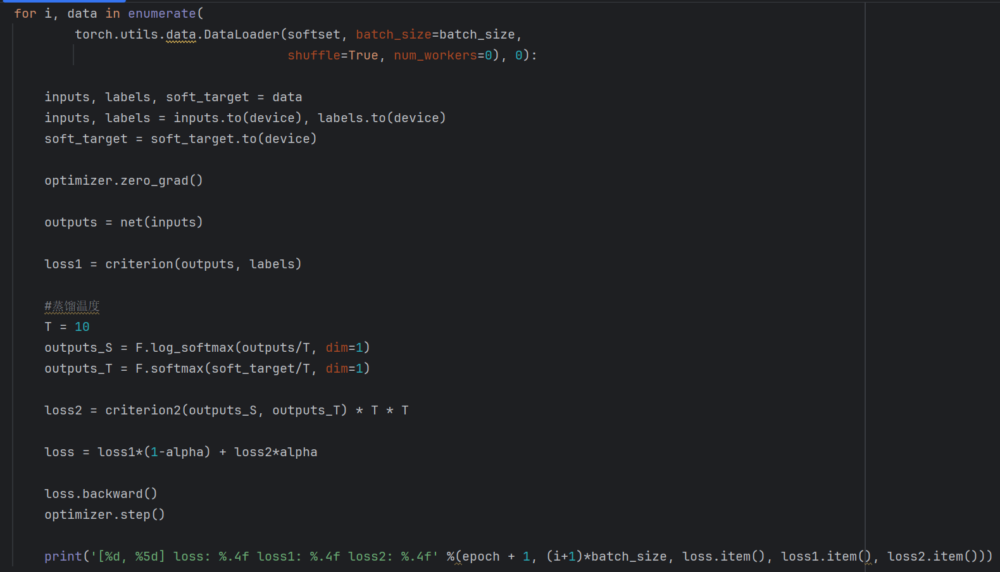 for i, data in enumerate(
torch.utils.data.DataLoader(softset, batch_size=batch_size,
shuffle=True, num_workers=0), 0):
inputs, labels, soft_target = data
inputs, labels = inputs.to(device), labels.to(device)
soft_target = soft_target.to(device)
optimizer.zero_grad()
outputs = net(inputs)
loss1 = criterion(outputs, labels)
#蒸馏温度
T = 10
outputs_S = F.log_softmax(outputs/T, dim=1)
outputs_T = F.softmax(soft_target/T, dim=1)
loss2 = criterion2(outputs_S, outputs_T) * T * T
loss = loss1*(1-alpha) + loss2*alpha
loss.backward()
optimizer.step()
print('[%d, %5d] loss: %.4f loss1: %.4f loss2: %.4f' %(epoch + 1, (i+1)*batch_size, loss.item(), loss1.item(), loss2.item()))